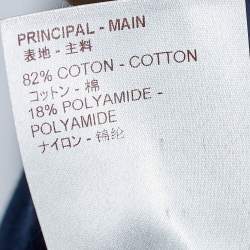 PRINCIPAL - MAIN
表地 - 主料
82% COTON - COTTON
コットン - 棉
18% POLYAMIDE -
POLYAMIDE
ナイロン - 锦纶